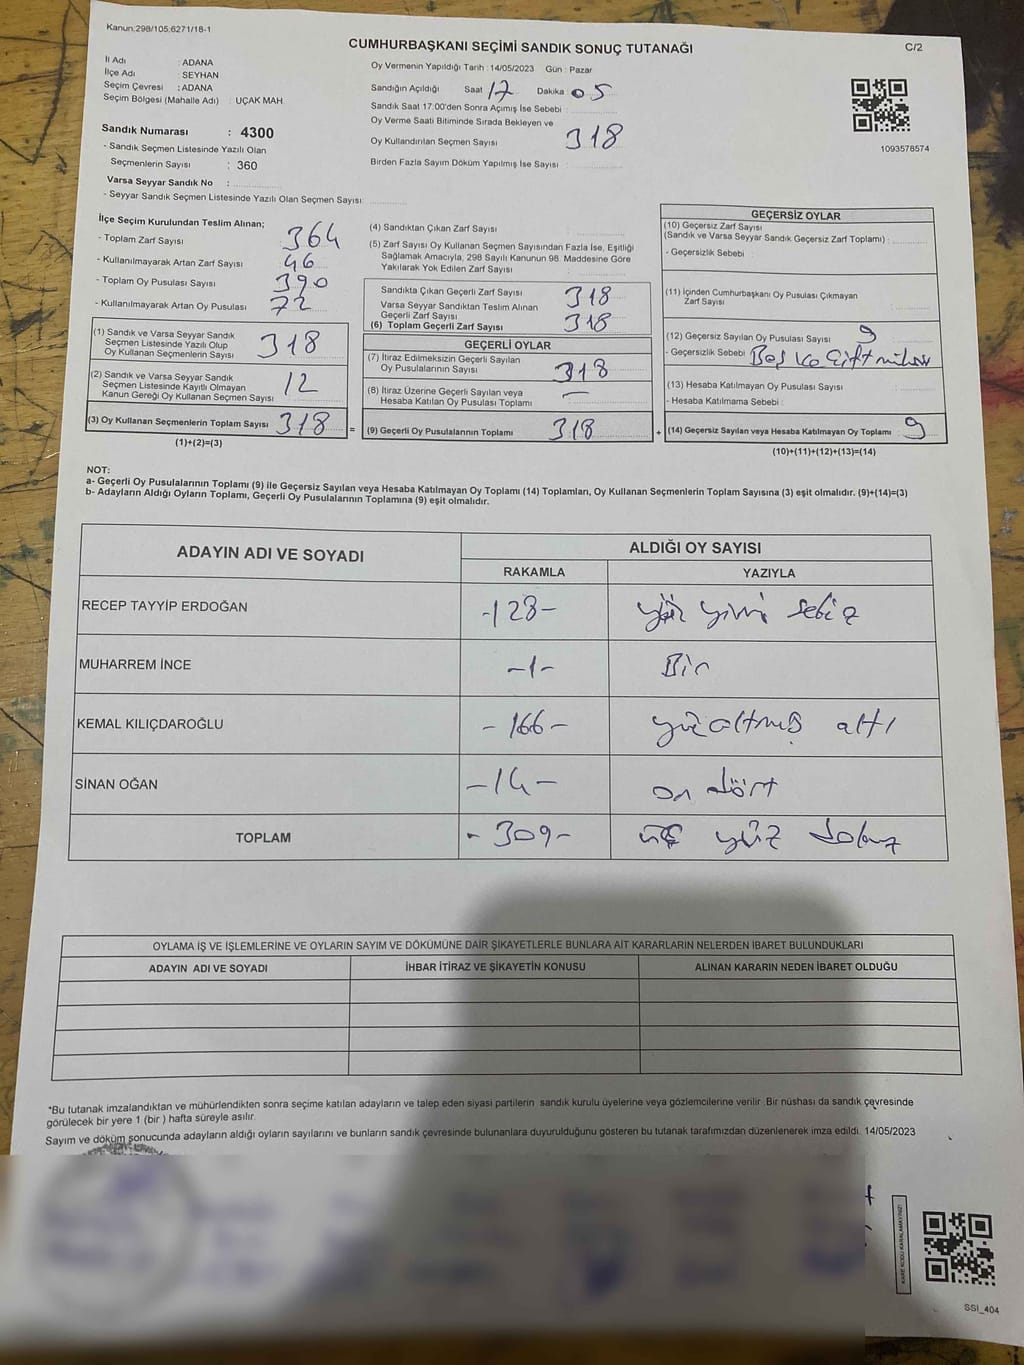 Kanun:298/105;6271/18-1
CUMHURBAŞKANI SEÇİMİ SANDIK SONUÇ TUTANAĞI
C/2
İl Adı : ADANA
İlçe Adı : SEYHAN
Seçim Çevresi : ADANA
Seçim Bölgesi (Mahalle Adı) : UÇAK MAH.
Sandık Numarası : 4300
- Sandık Seçmen Listesinde Yazılı Olan
Seçmenlerin Sayısı : 360
Varsa Seyyar Sandık No :
- Seyyar Sandık Seçmen Listesinde Yazılı Olan Seçmen Sayısı:
Oy Vermenin Yapıldığı Tarih : 14/05/2023 Gün : Pazar
Sandığın Açıldığı Saat 17 Dakika 05
Sandık Saat 17:00'den Sonra Açımış İse Sebebi :
Oy Verme Saati Bitiminde Sırada Bekleyen ve
Oy Kullandırılan Seçmen Sayısı 318
Birden Fazla Sayım Döküm Yapılmış İse Sayısı :
1093578574
İlçe Seçim Kurulundan Teslim Alınan;
- Toplam Zarf Sayısı 364
- Kullanılmayarak Artan Zarf Sayısı 46
- Toplam Oy Pusulası Sayısı 390
- Kullanılmayarak Artan Oy Pusulası 72
(1) Sandık ve Varsa Seyyar Sandık
Seçmen Listesinde Yazılı Olup
Oy Kullanan Seçmenlerin Sayısı 318
(2) Sandık ve Varsa Seyyar Sandık
Seçmen Listesinde Kayıtlı Olmayan
Kanun Gereği Oy Kullanan Seçmen Sayısı 12
(3) Oy Kullanan Seçmenlerin Toplam Sayısı 318 =
(1)+(2)=(3)
(4) Sandıktan Çıkan Zarf Sayısı :
(5) Zarf Sayısı Oy Kullanan Seçmen Sayısından Fazla İse, Eşitliği
Sağlamak Amacıyla, 298 Sayılı Kanunun 98. Maddesine Göre
Yakılarak Yok Edilen Zarf Sayısı :
Sandıkta Çıkan Geçerli Zarf Sayısı 318
Varsa Seyyar Sandıktan Teslim Alınan
Geçerli Zarf Sayısı
(6) Toplam Geçerli Zarf Sayısı 318
GEÇERLİ OYLAR
(7) İtiraz Edilmeksizin Geçerli Sayılan
Oy Pusulalarının Sayısı 318
(8) İtiraz Üzerine Geçerli Sayılan veya
Hesaba Katılan Oy Pusulası Toplamı —
(9) Geçerli Oy Pusulalarının Toplamı 318 +
GEÇERSİZ OYLAR
(10) Geçersiz Zarf Sayısı
(Sandık ve Varsa Seyyar Sandık Geçersiz Zarf Toplamı) :
- Geçersizlik Sebebi :
(11) İçinden Cumhurbaşkanı Oy Pusulası Çıkmayan
Zarf Sayısı :
(12) Geçersiz Sayılan Oy Pusulası Sayısı 9
- Geçersizlik Sebebi Boş ve Çift mühür
(13) Hesaba Katılmayan Oy Pusulası Sayısı :
- Hesaba Katılmama Sebebi :
(14) Geçersiz Sayılan veya Hesaba Katılmayan Oy Toplamı : 9
(10)+(11)+(12)+(13)=(14)
NOT:
a- Geçerli Oy Pusulalarının Toplamı (9) ile Geçersiz Sayılan veya Hesaba Katılmayan Oy Toplamı (14) Toplamları, Oy Kullanan Seçmenlerin Toplam Sayısına (3) eşit olmalıdır. (9)+(14)=(3)
b- Adayların Aldığı Oyların Toplamı, Geçerli Oy Pusulalarının Toplamına (9) eşit olmalıdır.
ADAYIN ADI VE SOYADI
ALDIĞI OY SAYISI
RAKAMLA YAZIYLA
RECEP TAYYİP ERDOĞAN -128- yüz yirmi sekiz
MUHARREM İNCE -1- Bir
KEMAL KILIÇDAROĞLU -166- yüzaltmış altı
SİNAN OĞAN -14- on dört
TOPLAM -309- üç yüz dokuz
OYLAMA İŞ VE İŞLEMLERİNE VE OYLARIN SAYIM VE DÖKÜMÜNE DAİR ŞİKAYETLERLE BUNLARA AİT KARARLARIN NELERDEN İBARET BULUNDUKLARI
ADAYIN ADI VE SOYADI İHBAR İTİRAZ VE ŞİKAYETİN KONUSU ALINAN KARARIN NEDEN İBARET OLDUĞU
*Bu tutanak imzalandıktan ve mühürlendikten sonra seçime katılan adayların ve talep eden siyasi partilerin sandık kurulu üyelerine veya gözlemcilerine verilir. Bir nüshası da sandık çevresinde
görülecek bir yere 1 (bir ) hafta süreyle asılır.
Sayım ve döküm sonucunda adayların aldığı oyların sayılarını ve bunların sandık çevresinde bulunanlara duyurulduğunu gösteren bu tutanak tarafımızdan düzenlenerek imza edildi. 14/05/2023
KARE KODU KARALAMAYINIZ!
SSİ_404